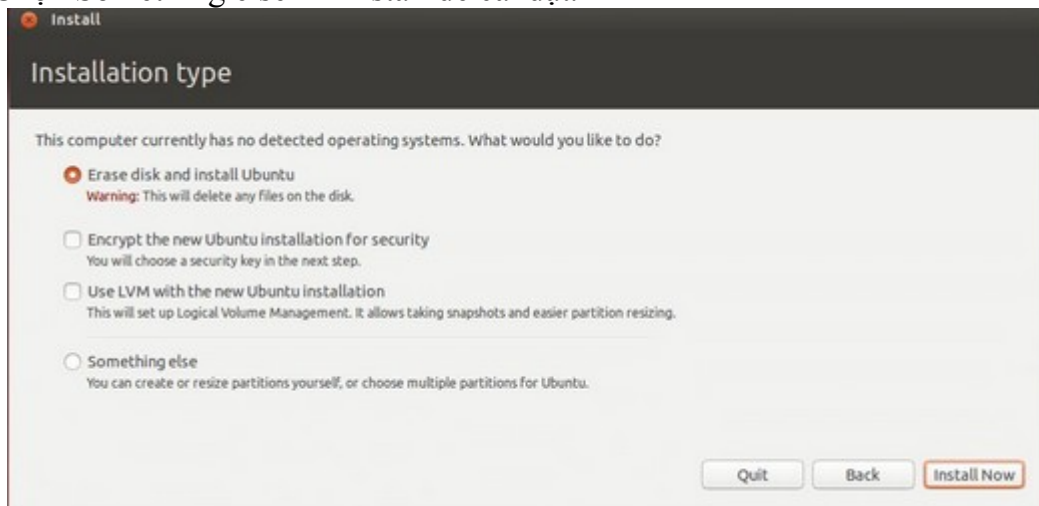 Install
Installation type
This computer currently has no detected operating systems. What would you like to do?
Erase disk and install Ubuntu
Warning: This will delete any files on the disk.
Encrypt the new Ubuntu installation for security
You will choose a security key in the next step.
Use LVM with the new Ubuntu installation
This will set up Logical Volume Management. It allows taking snapshots and easier partition resizing.
Something else
You can create or resize partitions yourself, or choose multiple partitions for Ubuntu.
Quit Back Install Now